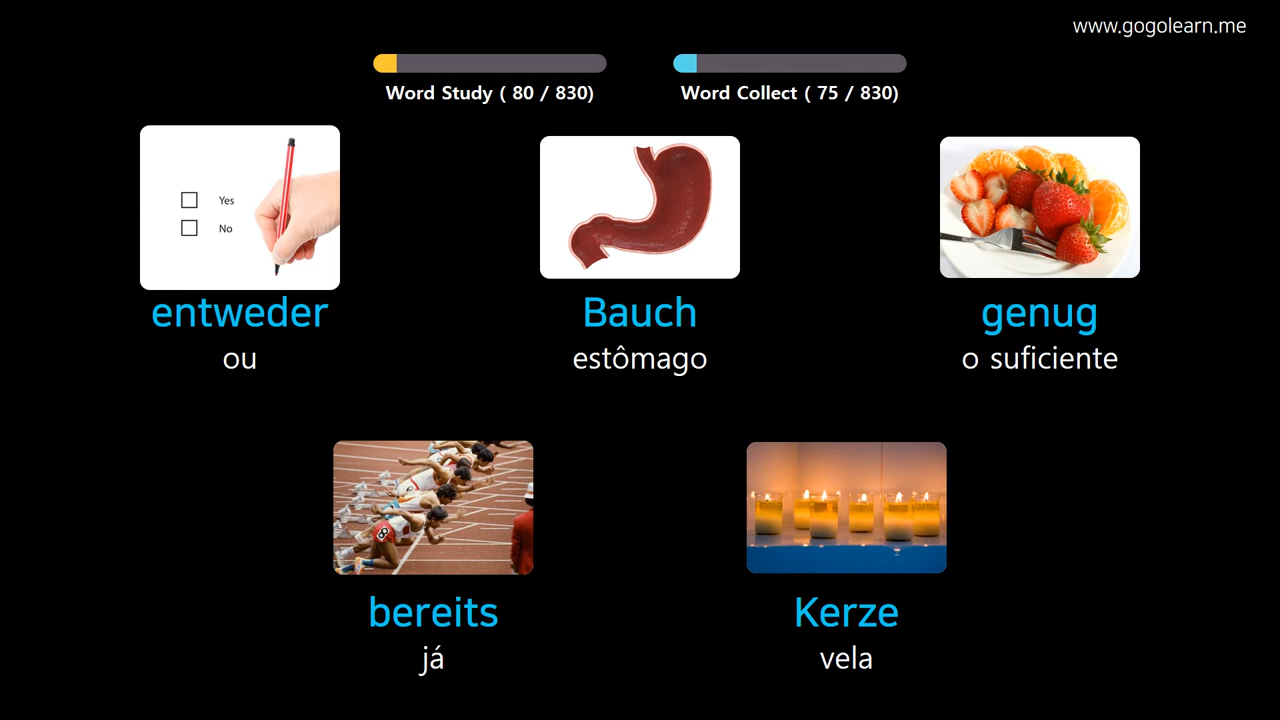 www.gogolearn.me
Word Study ( 80 / 830)
Word Collect ( 75 / 830)
Yes
No
entweder
ou
Bauch
estômago
genug
o suficiente
bereits
já
Kerze
vela